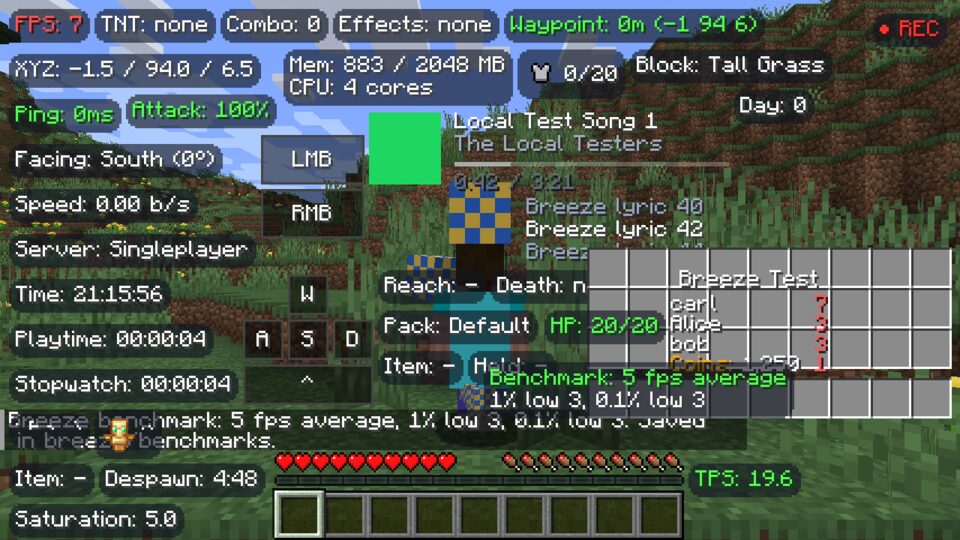 FPS: 7
TNT: none
Combo: 0
Effects: none
Waypoint: 0m (-1 94 6)
REC
XYZ: -1.5 / 94.0 / 6.5
Mem: 883 / 2048 MB
CPU: 4 cores
0/20
Block: Tall Grass
Day: 0
Ping: 0ms
Attack: 100%
Local Test Song 1
The Local Testers
0:42 / 3:21
Facing: South (0°)
LMB
RMB
Breeze lyric 40
Breeze lyric 42
Breeze
Speed: 0.00 b/s
Server: Singleplayer
Reach: -
Death: n
Breeze Test
carl 7
Alice 3
bob 3
Coins: 1,250 1
Time: 21:15:56
W
Pack: Default
HP: 20/20
Playtime: 00:00:04
A
S
D
Item: -
Held: -
Stopwatch: 00:00:04
^
Benchmark: 5 fps average
1% low 3, 0.1% low 3
Breeze benchmark: 5 fps average, 1% low 3, 0.1% low 3. Saved
in breeze-benchmarks.
Item: -
Despawn: 4:48
TPS: 19.6
Saturation: 5.0